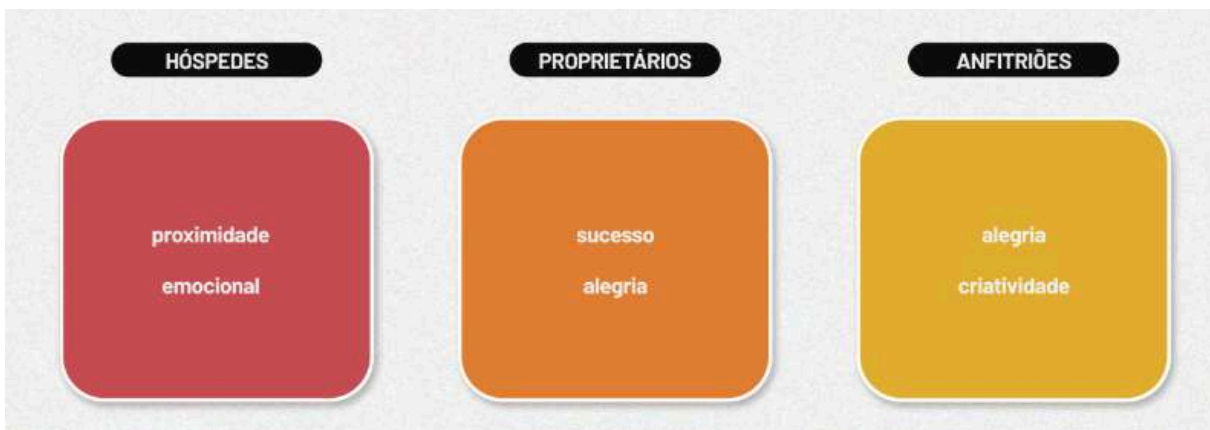 HÓSPEDES
proximidade
emocional
PROPRIETÁRIOS
sucesso
alegria
ANFITRIÕES
alegria
criatividade